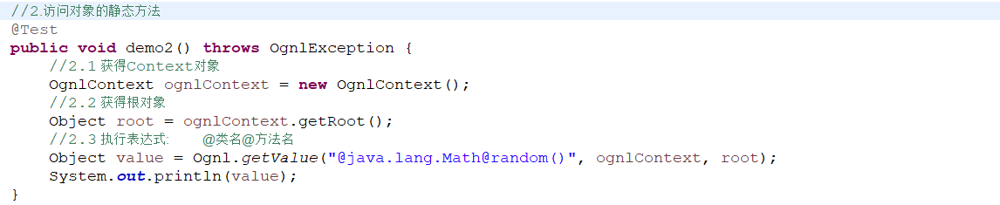 //2.访问对象的静态方法
@Test
public void demo2() throws OgnlException {
    //2.1 获得Context对象
    OgnlContext ognlContext = new OgnlContext();
    //2.2 获得根对象
    Object root = ognlContext.getRoot();
    //2.3 执行表达式:    @类名@方法名
    Object value = Ognl.getValue("@java.lang.Math@random()", ognlContext, root);
    System.out.println(value);
}